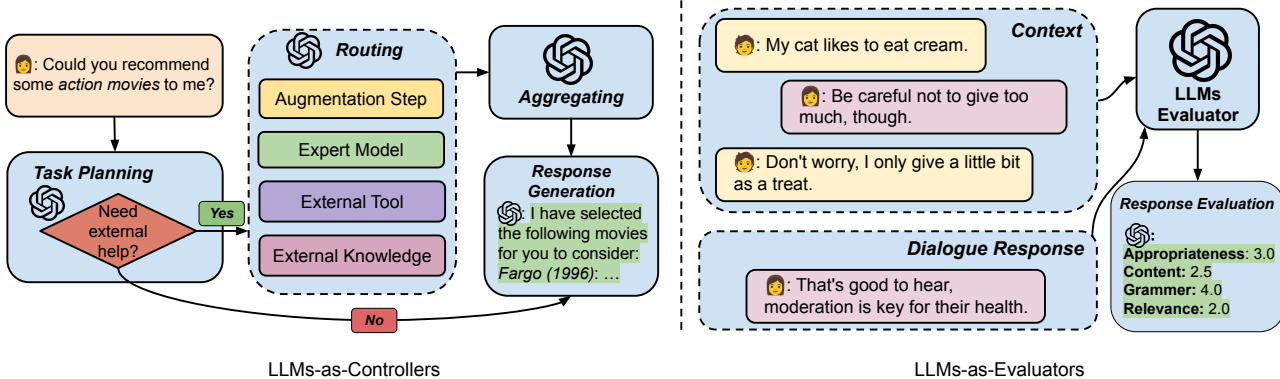 : Could you recommend
some action movies to me?
Task Planning
Need
external
help?
Yes
No
Routing
Augmentation Step
Expert Model
External Tool
External Knowledge
Aggregating
Response
Generation
: I have selected
the following movies
for you to consider:
Fargo (1996): …
LLMs-as-Controllers
Context
: My cat likes to eat cream.
: Be careful not to give too
much, though.
: Don't worry, I only give a little bit
as a treat.
Dialogue Response
: That's good to hear,
moderation is key for their health.
LLMs
Evaluator
Response Evaluation
:
Appropriateness: 3.0
Content: 2.5
Grammer: 4.0
Relevance: 2.0
LLMs-as-Evaluators